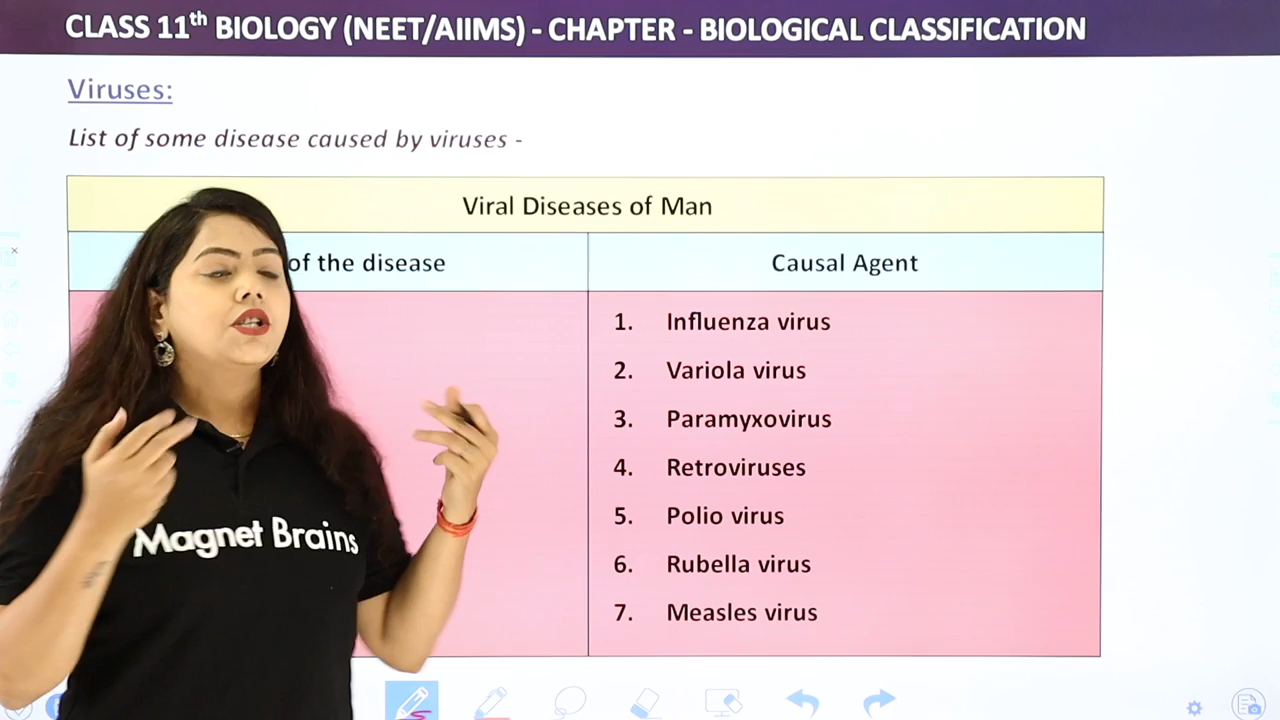 CLASS 11th BIOLOGY (NEET/AIIMS) - CHAPTER - BIOLOGICAL CLASSIFICATION
Viruses:
List of some disease caused by viruses -
Viral Diseases of Man
of the disease
Causal Agent
1. Influenza virus
2. Variola virus
3. Paramyxovirus
4. Retroviruses
5. Polio virus
6. Rubella virus
7. Measles virus
Magnet Brains